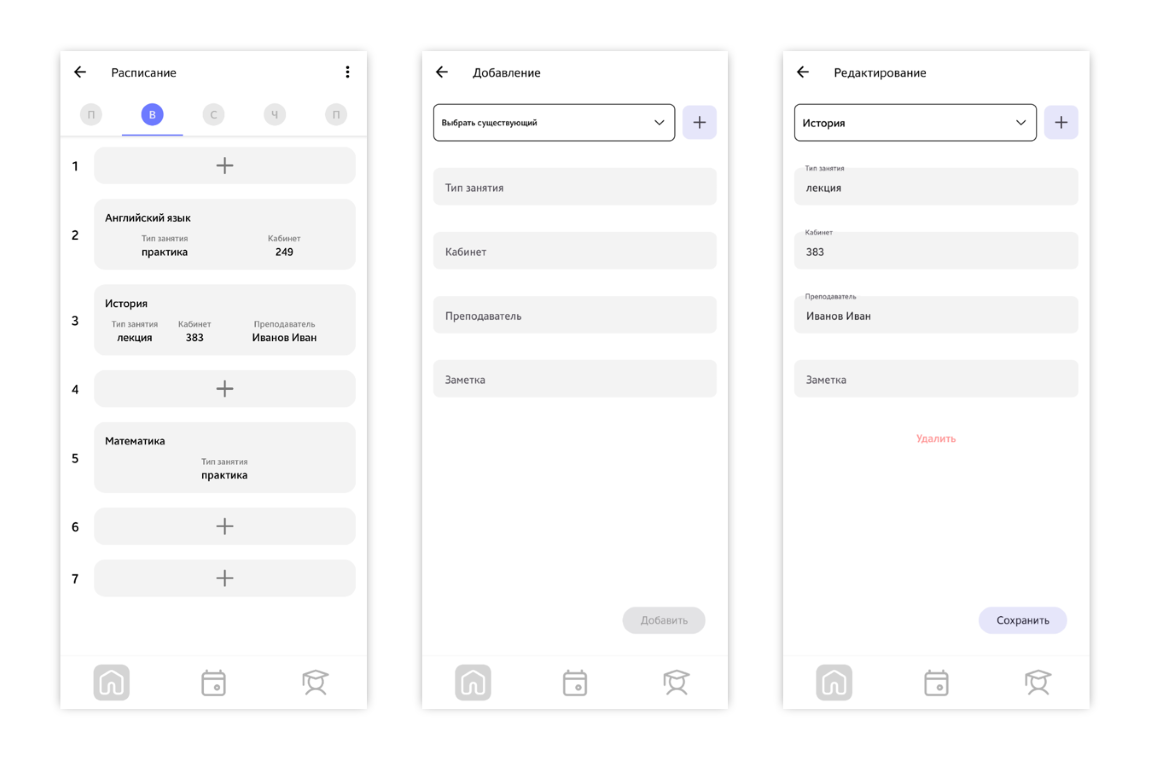 Расписание
П В С Ч П
1
2
Английский язык
Тип занятия Кабинет
практика 249
3
История
Тип занятия Кабинет Преподаватель
лекция 383 Иванов Иван
4
5
Математика
Тип занятия
практика
6
7
Добавление
Выбрать существующий
Тип занятия
Кабинет
Преподаватель
Заметка
Добавить
Редактирование
История
Тип занятия
лекция
Кабинет
383
Преподаватель
Иванов Иван
Заметка
Удалить
Сохранить